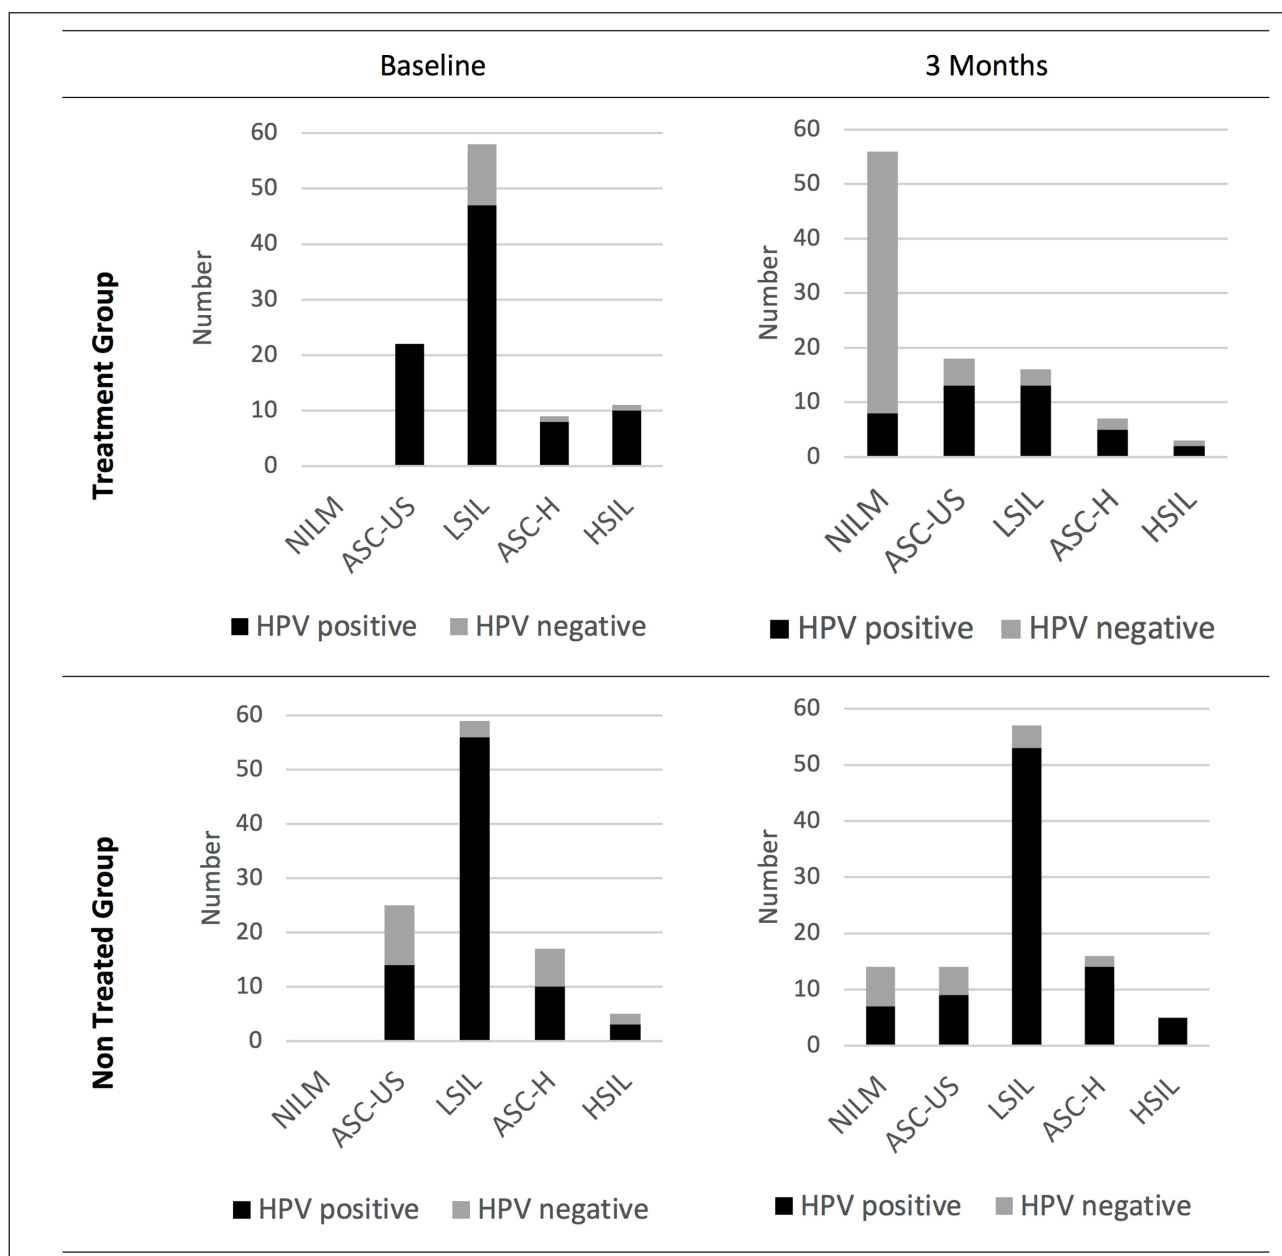 Baseline
3 Months
Treatment Group
Number
60
50
40
30
20
10
0
NILM
ASC-US
LSIL
ASC-H
HSIL
HPV positive
HPV negative
Number
60
50
40
30
20
10
0
NILM
ASC-US
LSIL
ASC-H
HSIL
HPV positive
HPV negative
Non Treated Group
Number
60
50
40
30
20
10
0
NILM
ASC-US
LSIL
ASC-H
HSIL
HPV positive
HPV negative
Number
60
50
40
30
20
10
0
NILM
ASC-US
LSIL
ASC-H
HSIL
HPV positive
HPV negative